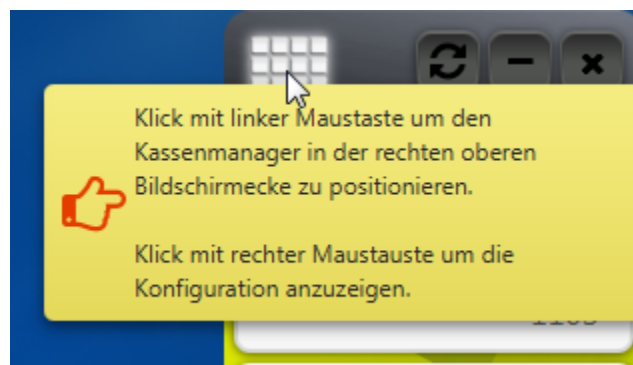 Klick mit linker Maustaste um den
Kassenmanager in der rechten oberen
Bildschirmecke zu positionieren.
Klick mit rechter Maustauste um die
Konfiguration anzuzeigen.